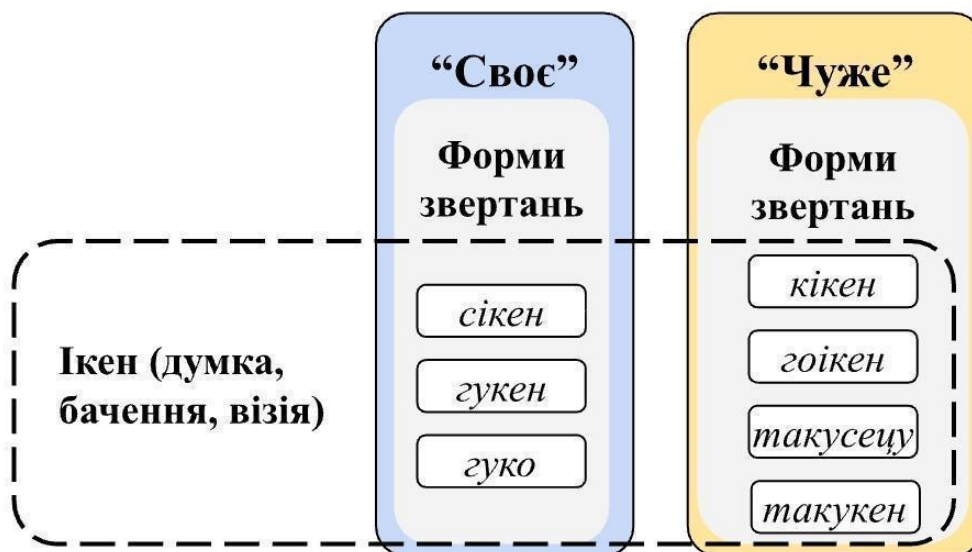 “Своє”
Форми
звертань
“Чуже”
Форми
звертань
Ікен (думка,
бачення, візія)
сікен
гукен
гуко
кікен
гоікен
такусецу
такукен